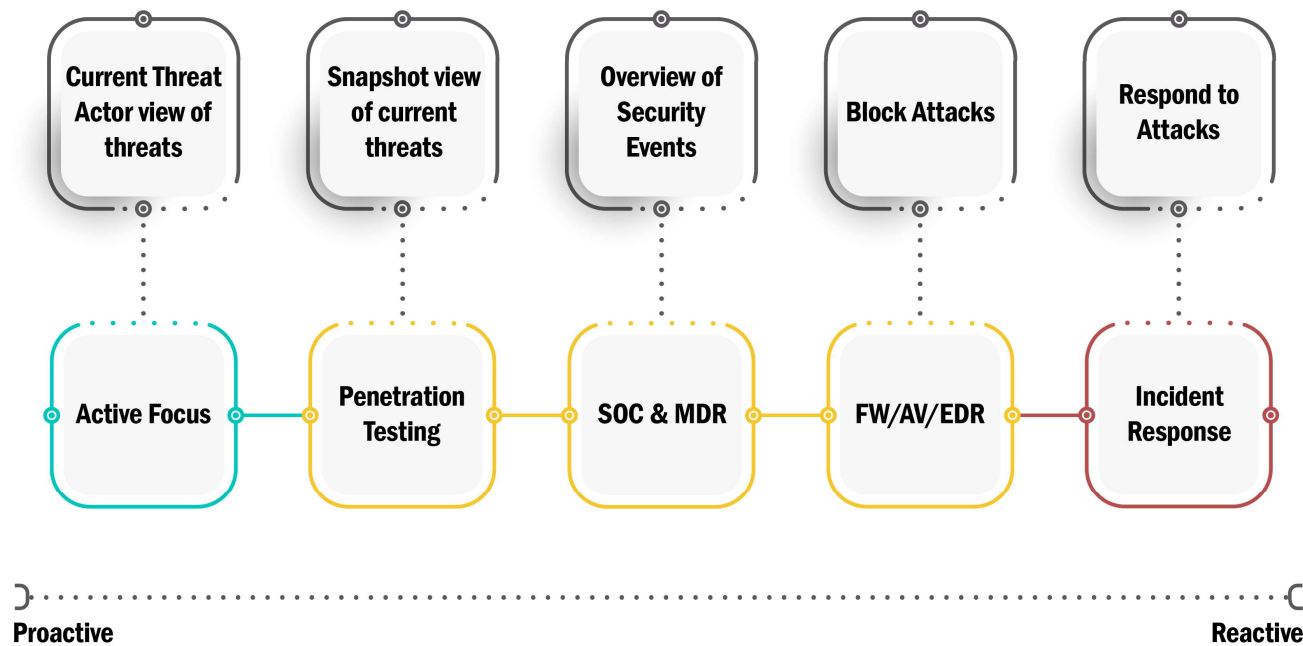 Current Threat
Actor view of
threats
Snapshot view
of current
threats
Overview of
Security
Events
Block Attacks
Respond to
Attacks
Active Focus
Penetration
Testing
SOC & MDR
FW/AV/EDR
Incident
Response
Proactive
Reactive